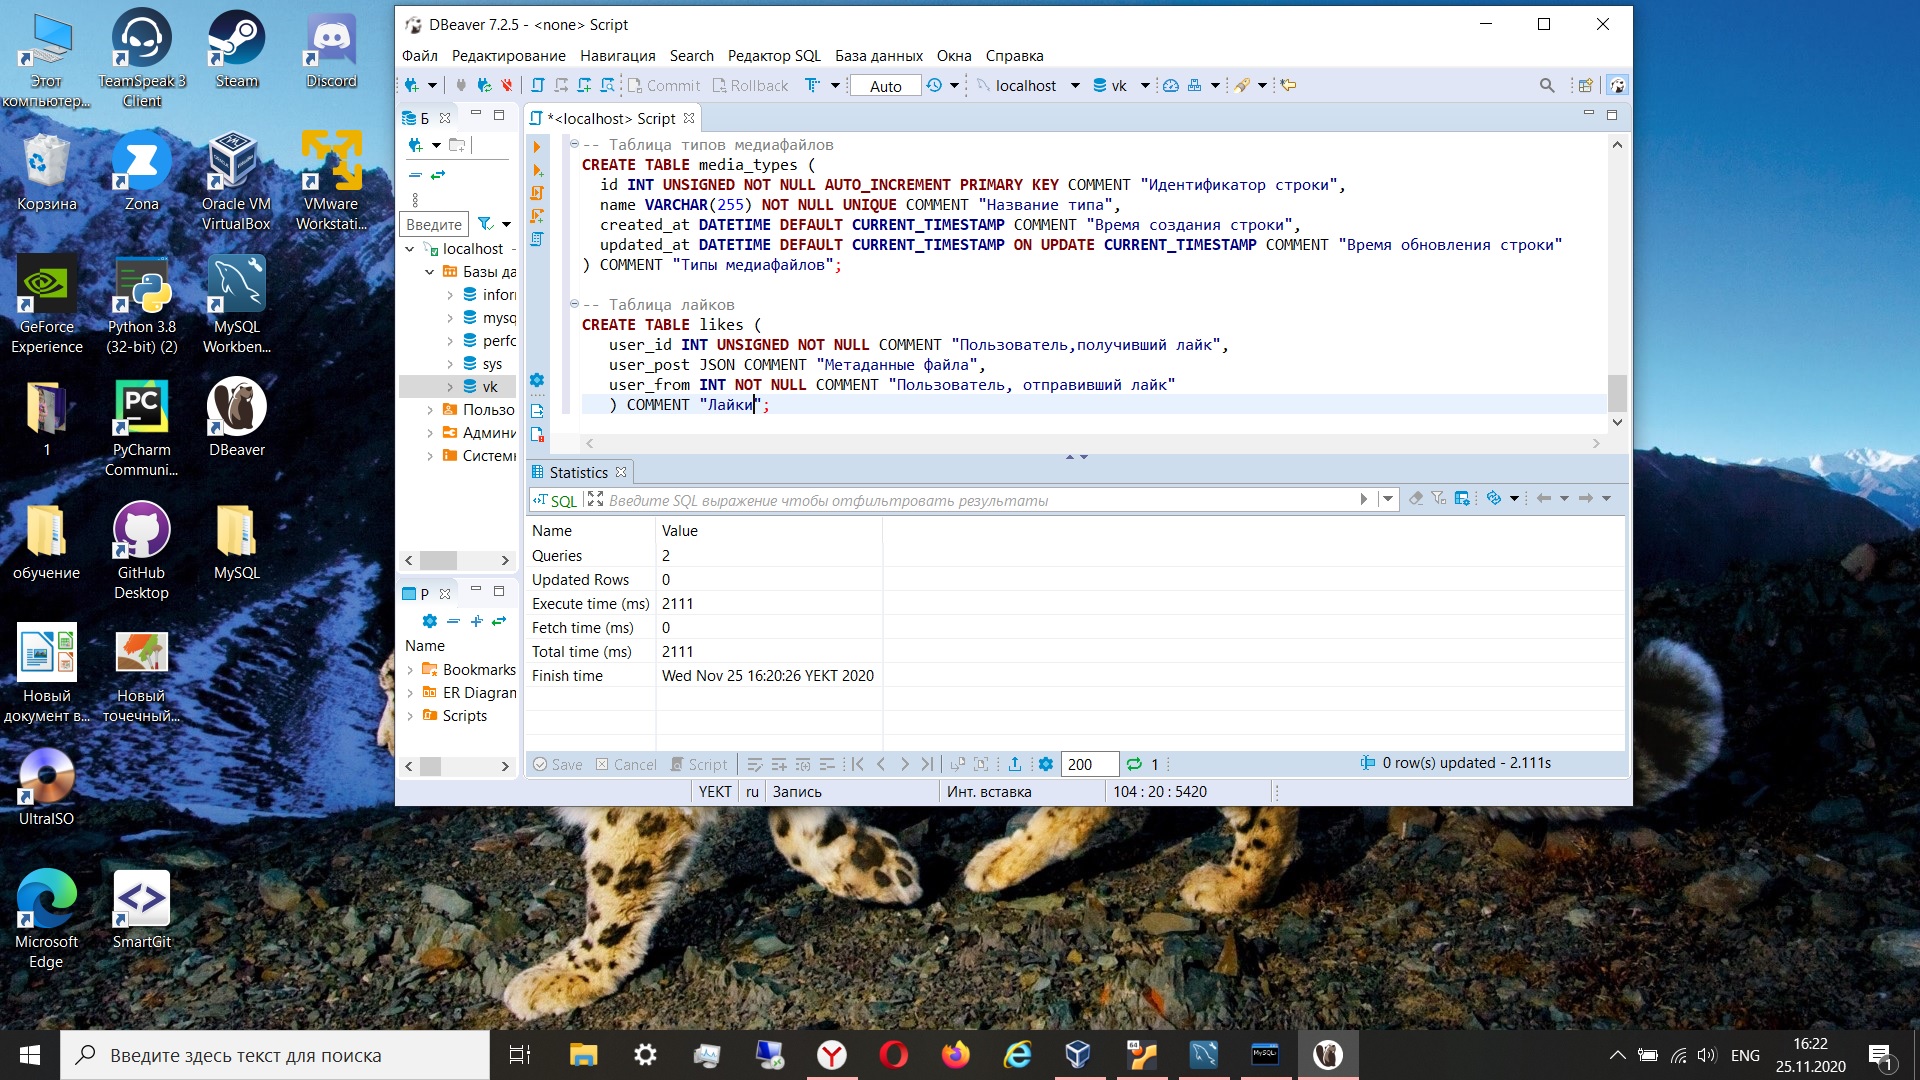 Этот компьютер...
TeamSpeak 3 Client
Steam
Discord
Корзина
Zona
Oracle VM VirtualBox
VMware Workstati...
GeForce Experience
Python 3.8 (32-bit) (2)
MySQL Workben...
1
PyCharm Communi...
DBeaver
обучение
GitHub Desktop
MySQL
Новый документ в...
Новый точечный...
UltraISO
Microsoft Edge
SmartGit
DBeaver 7.2.5 - <none> Script
Файл Редактирование Навигация Search Редактор SQL База данных Окна Справка
Commit Rollback Auto localhost vk
Б
*<localhost> Script
Введите
localhost
Базы да
infor
mysq
perfo
sys
vk
Пользо
Админи
Системн
-- Таблица типов медиафайлов
CREATE TABLE media_types (
id INT UNSIGNED NOT NULL AUTO_INCREMENT PRIMARY KEY COMMENT "Идентификатор строки",
name VARCHAR(255) NOT NULL UNIQUE COMMENT "Название типа",
created_at DATETIME DEFAULT CURRENT_TIMESTAMP COMMENT "Время создания строки",
updated_at DATETIME DEFAULT CURRENT_TIMESTAMP ON UPDATE CURRENT_TIMESTAMP COMMENT "Время обновления строки"
) COMMENT "Типы медиафайлов";
-- Таблица лайков
CREATE TABLE likes (
user_id INT UNSIGNED NOT NULL COMMENT "Пользователь,получивший лайк",
user_post JSON COMMENT "Метаданные файла",
user_from INT NOT NULL COMMENT "Пользователь, отправивший лайк"
) COMMENT "Лайки";
P
Name
Bookmarks
ER Diagran
Scripts
Statistics
SQL Введите SQL выражение чтобы отфильтровать результаты
Name Value
Queries 2
Updated Rows 0
Execute time (ms) 2111
Fetch time (ms) 0
Total time (ms) 2111
Finish time Wed Nov 25 16:20:26 YEKT 2020
Save Cancel Script 200 1 0 row(s) updated - 2.111s
YEKT ru Запись Инт. вставка 104 : 20 : 5420
Введите здесь текст для поиска
ENG
16:22
25.11.2020
1